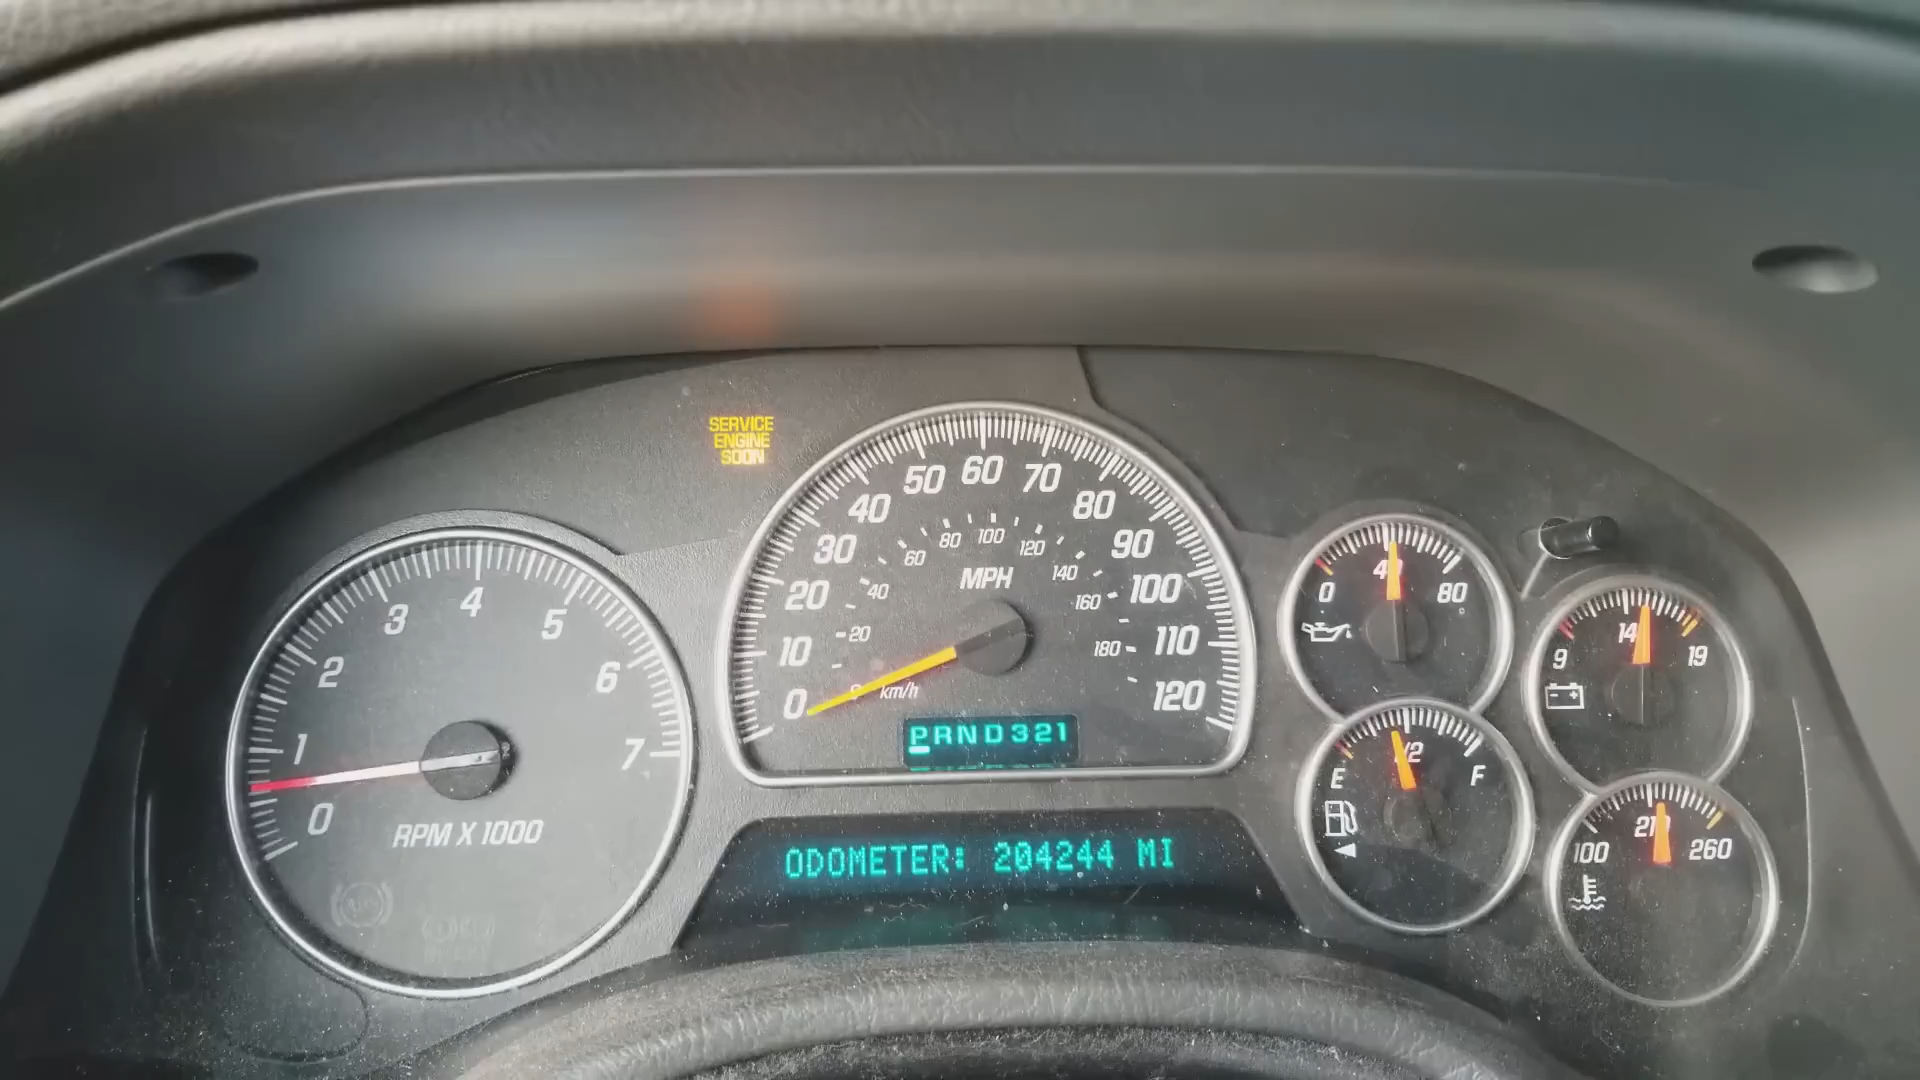 SERVICE
ENGINE
SOON
0 1 2 3 4 5 6 7
RPM X 1000
0 10 20 30 40 50 60 70 80 90 100 110 120
MPH
20 40 60 80 100 120 140 160 180
km/h
PRND321
ODOMETER: 204244 MI
0 40 80
9 14 19
E 1/2 F
100 210 260